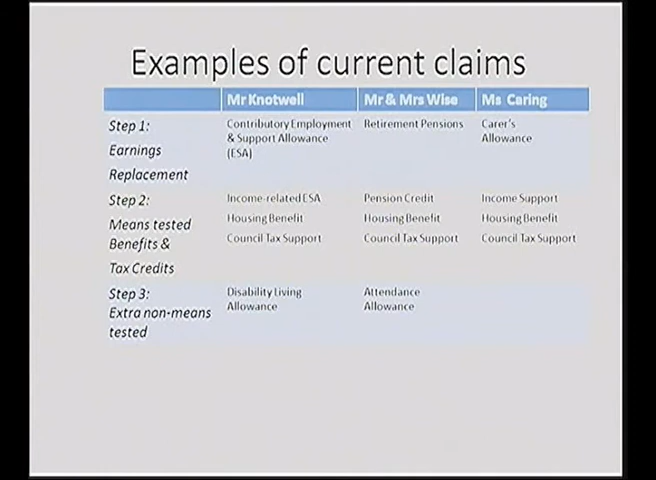 Examples of current claims
Mr Knotwell
Mr & Mrs Wise
Ms Caring
Step 1:
Earnings
Replacement
Contributory Employment
& Support Allowance
(ESA)
Retirement Pensions
Carer's
Allowance
Step 2:
Means tested
Benefits &
Tax Credits
Income-related ESA
Housing Benefit
Council Tax Support
Pension Credit
Housing Benefit
Council Tax Support
Income Support
Housing Benefit
Council Tax Support
Step 3:
Extra non-means
tested
Disability Living
Allowance
Attendance
Allowance